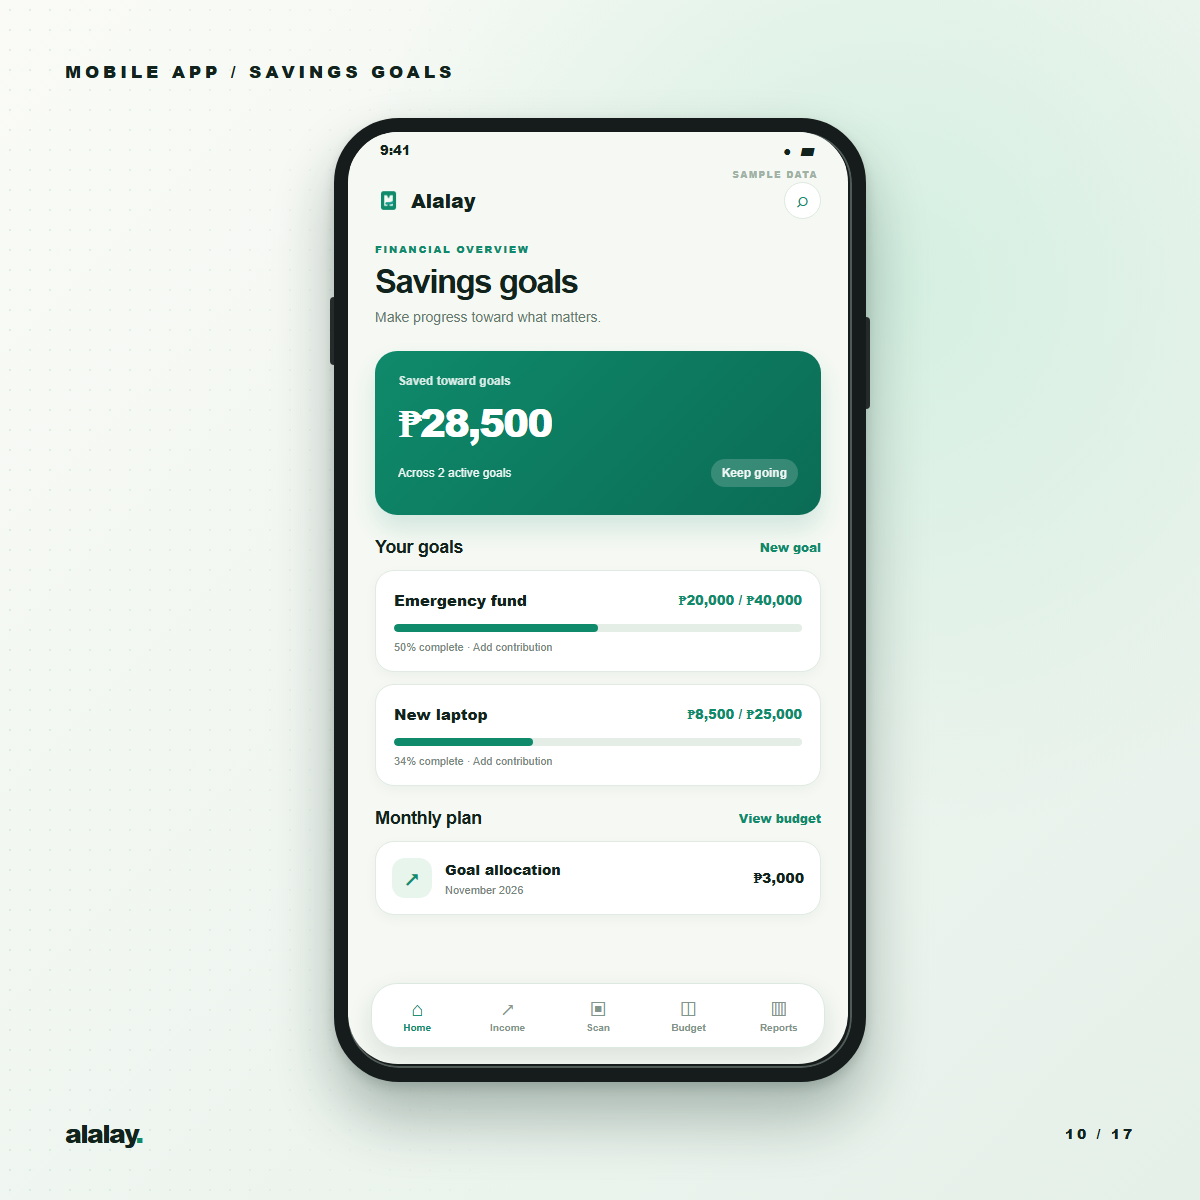 MOBILE APP / SAVINGS GOALS
9:41
SAMPLE DATA
Alalay
FINANCIAL OVERVIEW
Savings goals
Make progress toward what matters.
Saved toward goals
₱28,500
Across 2 active goals
Keep going
Your goals
New goal
Emergency fund
₱20,000 / ₱40,000
50% complete · Add contribution
New laptop
₱8,500 / ₱25,000
34% complete · Add contribution
Monthly plan
View budget
Goal allocation
November 2026
₱3,000
Home
Income
Scan
Budget
Reports
alalay.
10 / 17